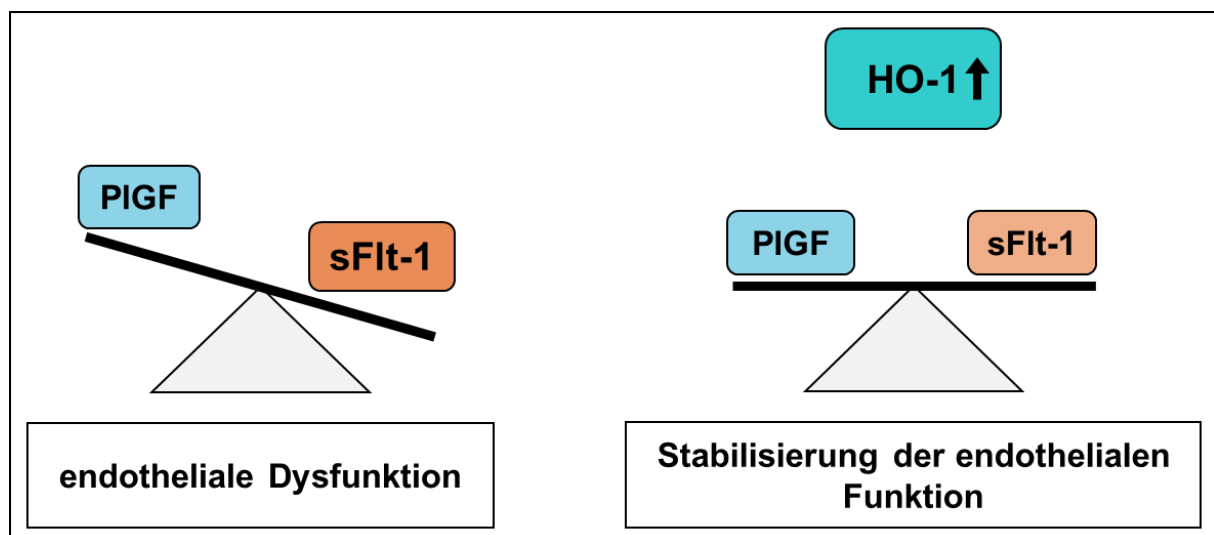 HO-1
PlGF
sFlt-1
PlGF
sFlt-1
endotheliale Dysfunktion
Stabilisierung der endothelialen
Funktion